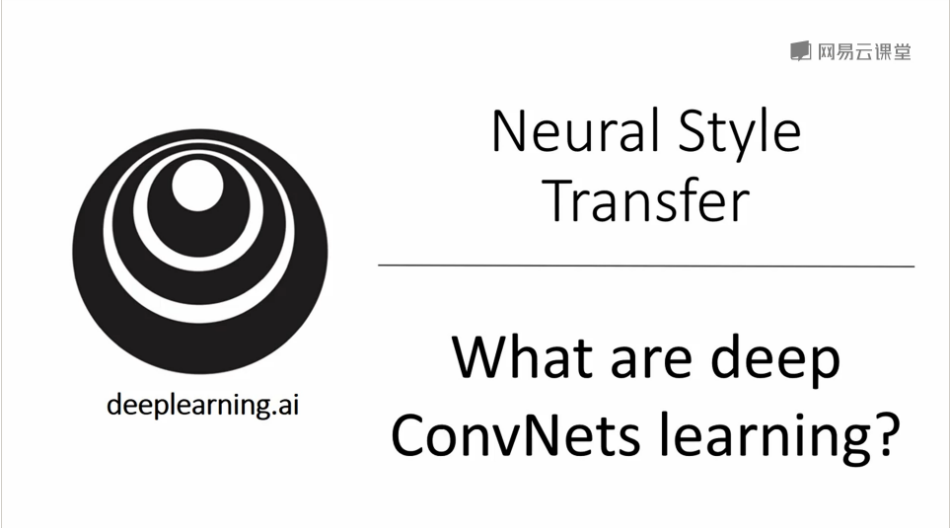 网易云课堂
Neural Style
Transfer
What are deep
ConvNets learning?
deeplearning.ai